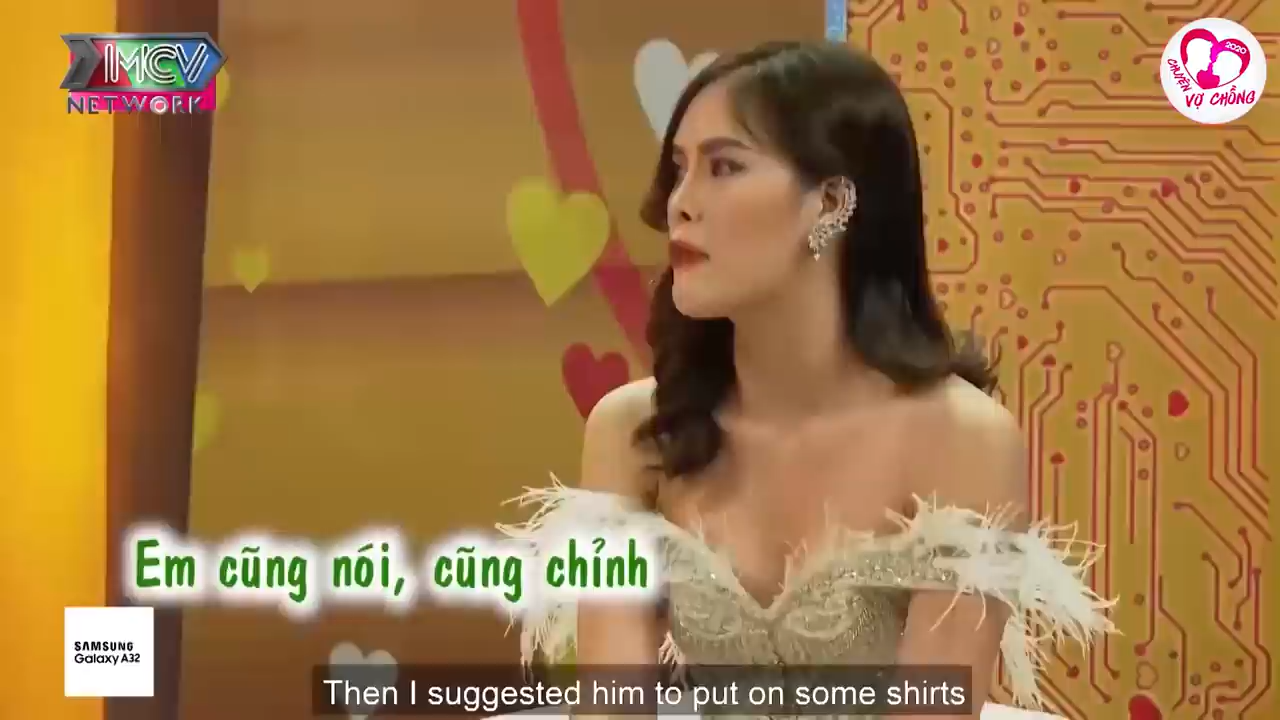 MCV
NETWORK
2020
CHUYỆN
VỢ CHỒNG
Em cũng nói, cũng chỉnh
SAMSUNG
Galaxy A32
Then I suggested him to put on some shirts